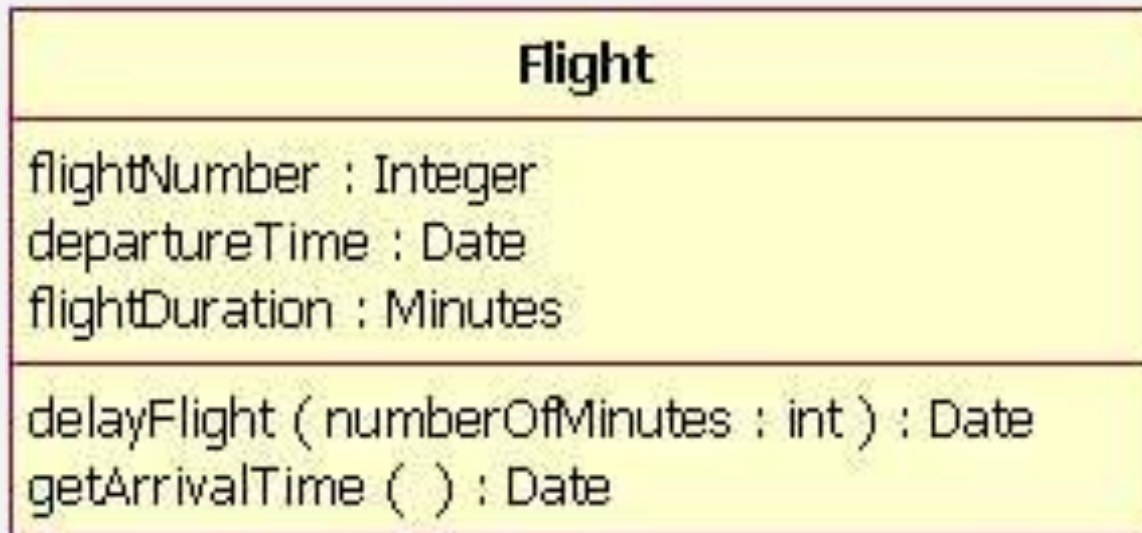 Flight
flightNumber : Integer
departureTime : Date
flightDuration : Minutes
delayFlight ( numberOfMinutes : int ) : Date
getArrivalTime ( ) : Date